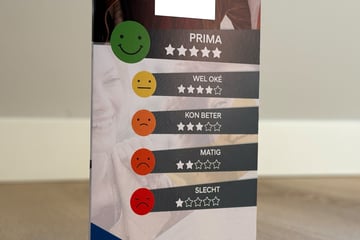 PRIMA
WEL OKÉ
KON BETER
MATIG
SLECHT